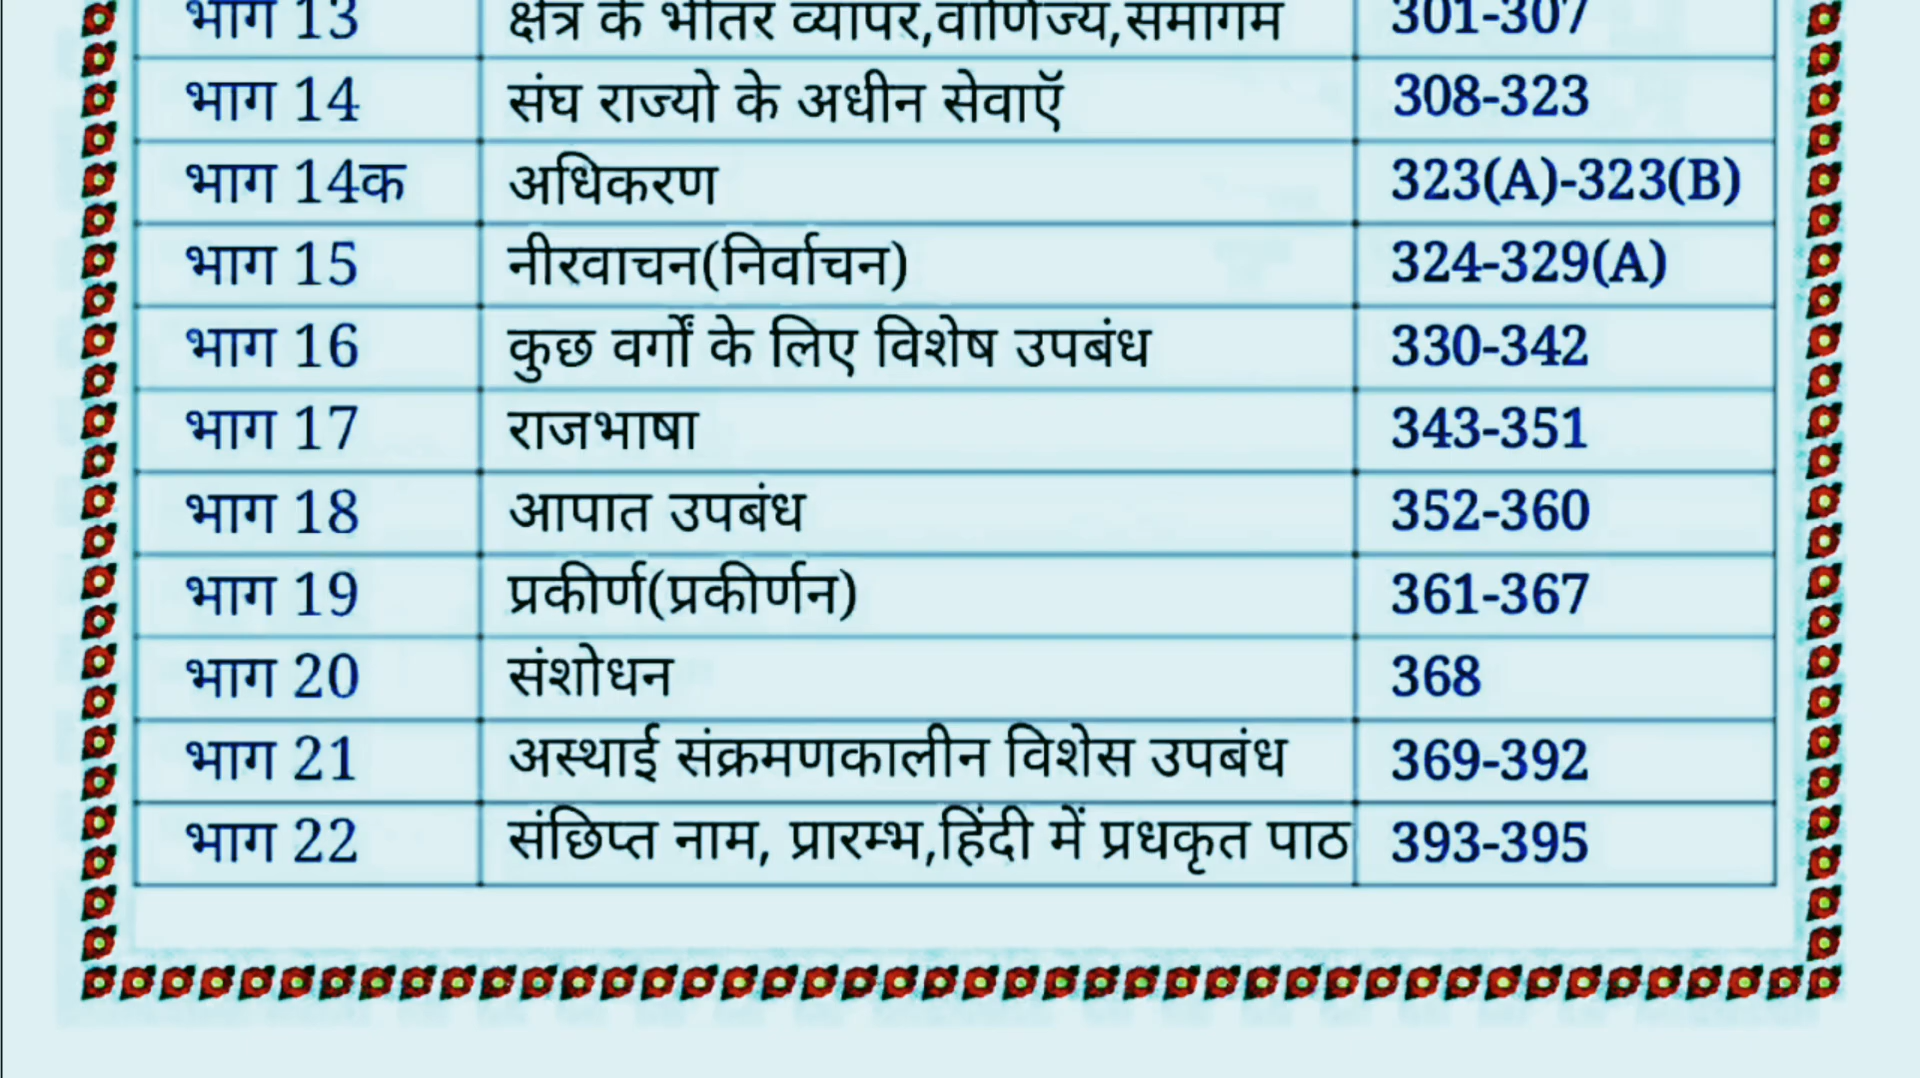 भाग 13 क्षेत्र के भीतर व्यापर,वाणिज्य,समागम 301-307
भाग 14 संघ राज्यो के अधीन सेवाऍ 308-323
भाग 14क अधिकरण 323(A)-323(B)
भाग 15 नीरवाचन(निर्वाचन) 324-329(A)
भाग 16 कुछ वर्गों के लिए विशेष उपबंध 330-342
भाग 17 राजभाषा 343-351
भाग 18 आपात उपबंध 352-360
भाग 19 प्रकीर्ण(प्रकीर्णन) 361-367
भाग 20 संशोधन 368
भाग 21 अस्थाई संक्रमणकालीन विशेस उपबंध 369-392
भाग 22 संछिप्त नाम, प्रारम्भ,हिंदी में प्रधकृत पाठ 393-395